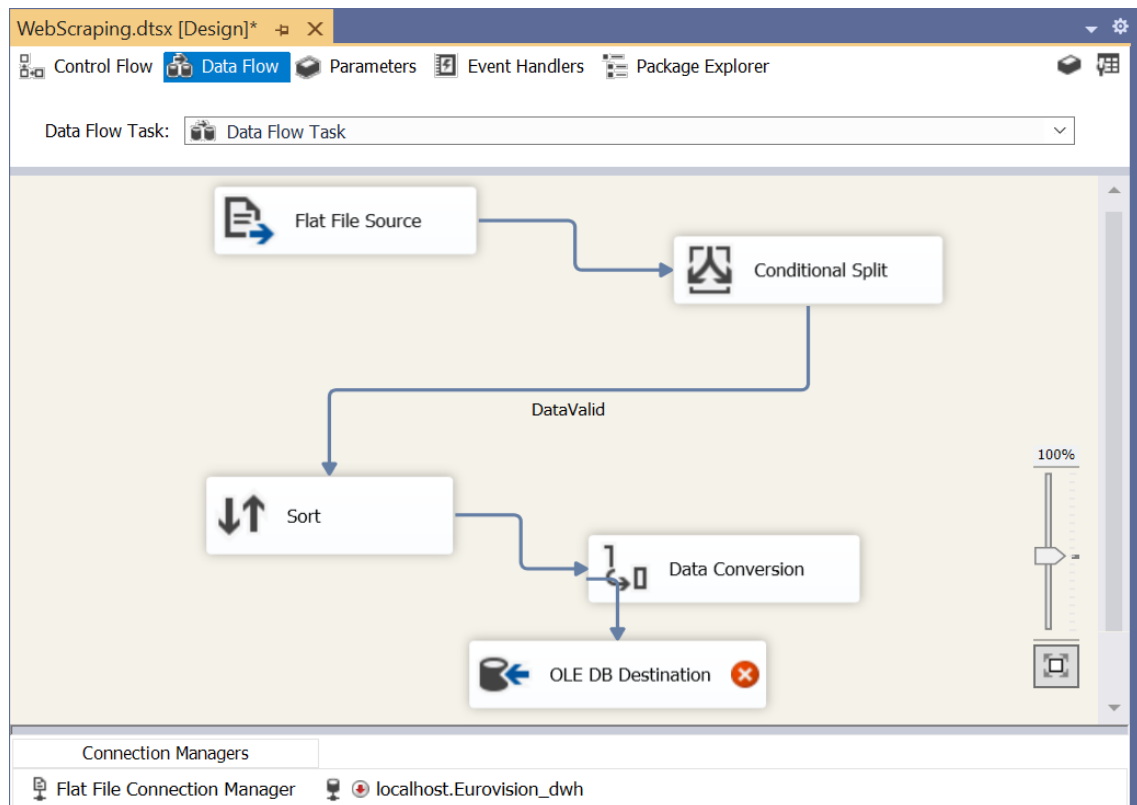 WebScraping.dtsx [Design]*
Control Flow Data Flow Parameters Event Handlers Package Explorer
Data Flow Task: Data Flow Task
Flat File Source
Conditional Split
DataValid
100%
Sort
Data Conversion
OLE DB Destination
Connection Managers
Flat File Connection Manager localhost.Eurovision_dwh